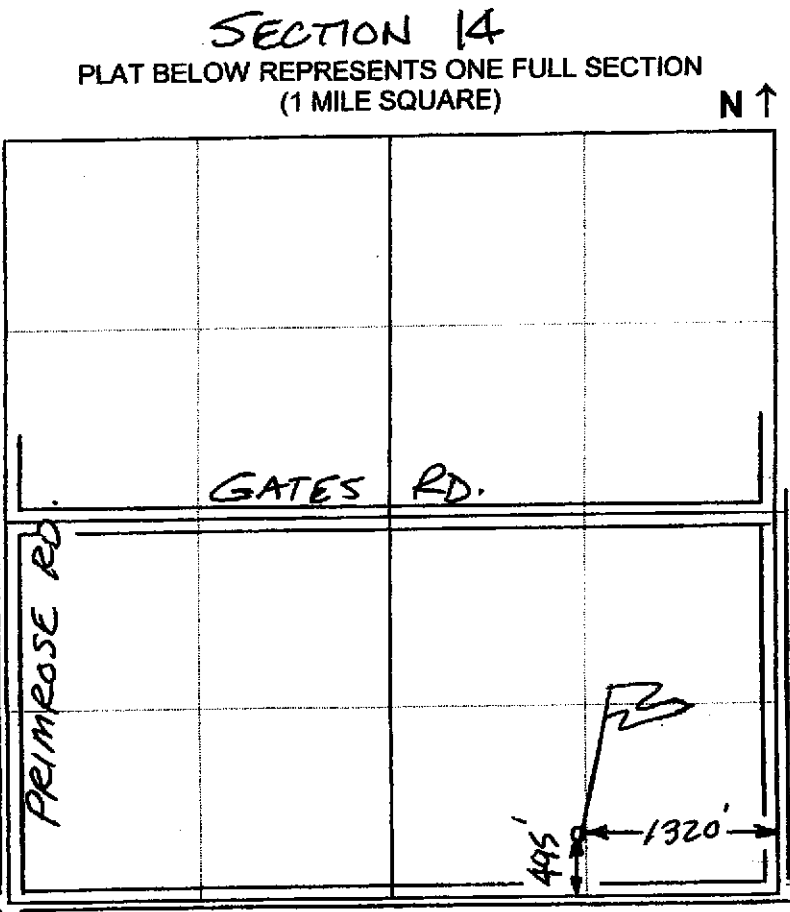 SECTION 14
PLAT BELOW REPRESENTS ONE FULL SECTION
(1 MILE SQUARE)
N ↑
GATES RD.
PRIMROSE RD.
1320'
495'